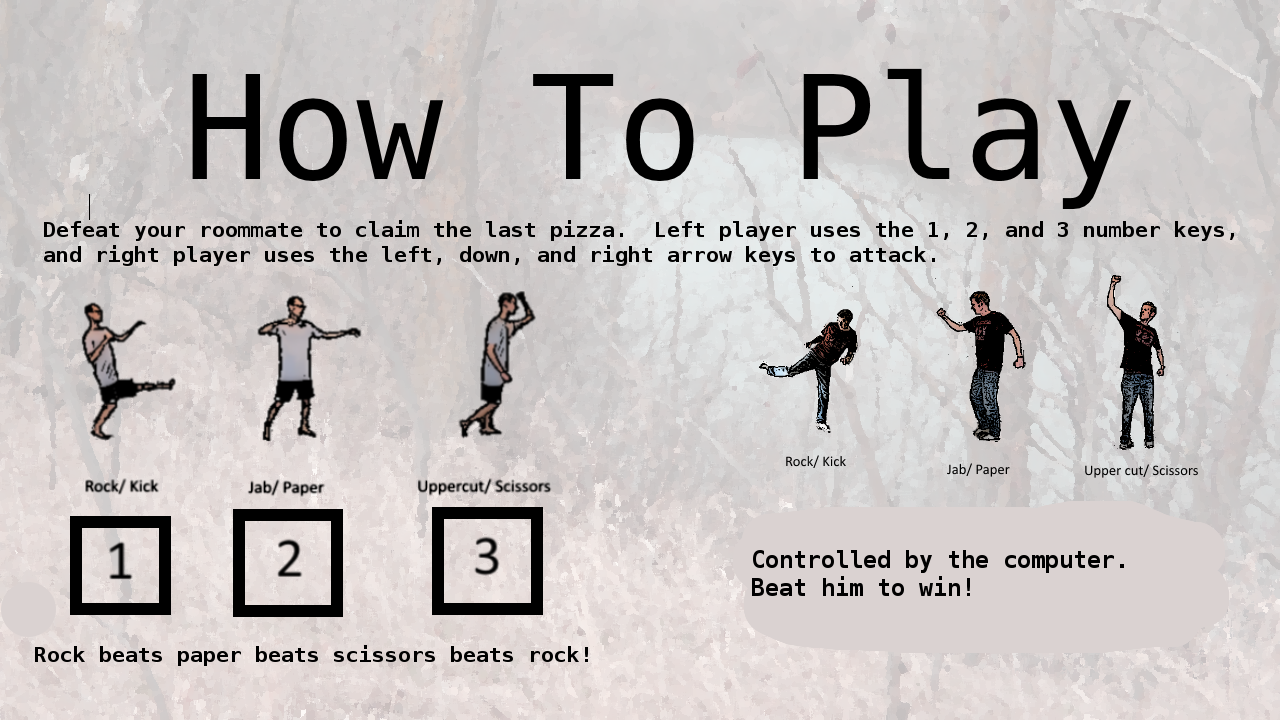 How To Play
Defeat your roommate to claim the last pizza.  Left player uses the 1, 2, and 3 number keys,
and right player uses the left, down, and right arrow keys to attack.
Rock/ Kick
Jab/ Paper
Uppercut/ Scissors
Rock/ Kick
Jab/ Paper
Upper cut/ Scissors
1
2
3
Controlled by the computer.
Beat him to win!
Rock beats paper beats scissors beats rock!